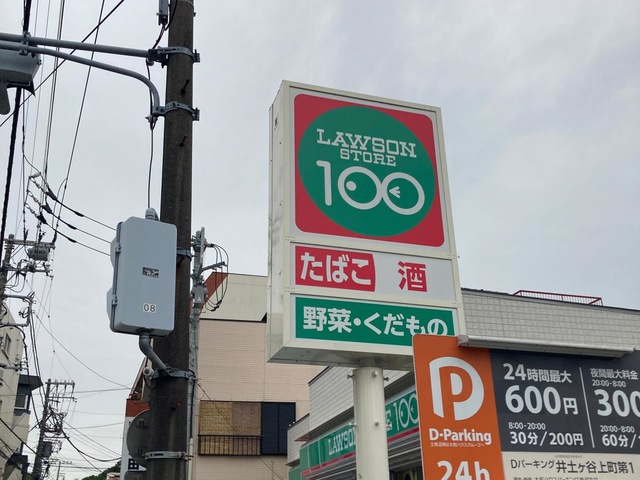 LAWSON
STORE
100
たばこ 酒
野菜・くだもの
08
LAWSON
100
P
D-Parking
24h
24時間最大
600円
8:00-20:00
30分/200円
夜間最大
20:00-8:00
300
20:00-8:00
60分/
Dパーキング 井土ヶ谷上町第1